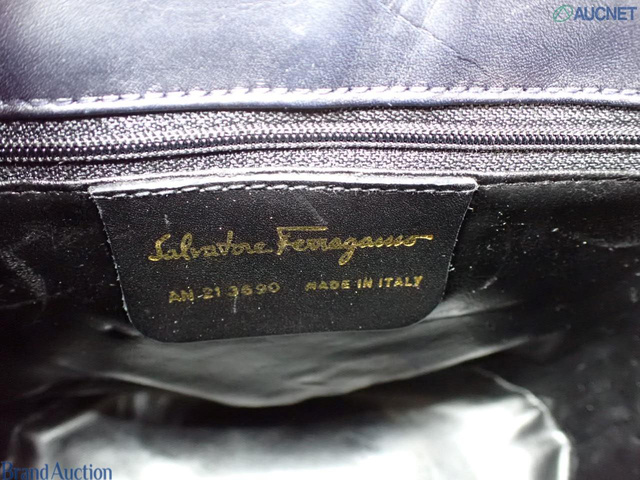 AUCNET
Salvatore Ferragamo
AN-21 3690 MADE IN ITALY
Brand Auction